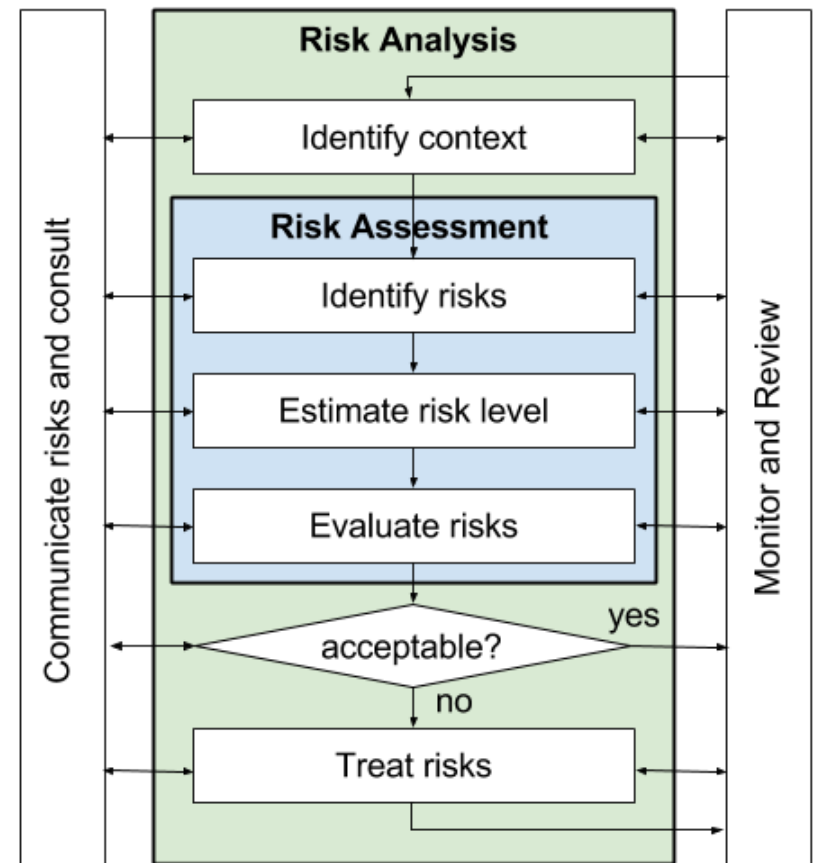 Risk Analysis
Identify context
Risk Assessment
Identify risks
Estimate risk level
Evaluate risks
acceptable?
yes
no
Treat risks
Communicate risks and consult
Monitor and Review